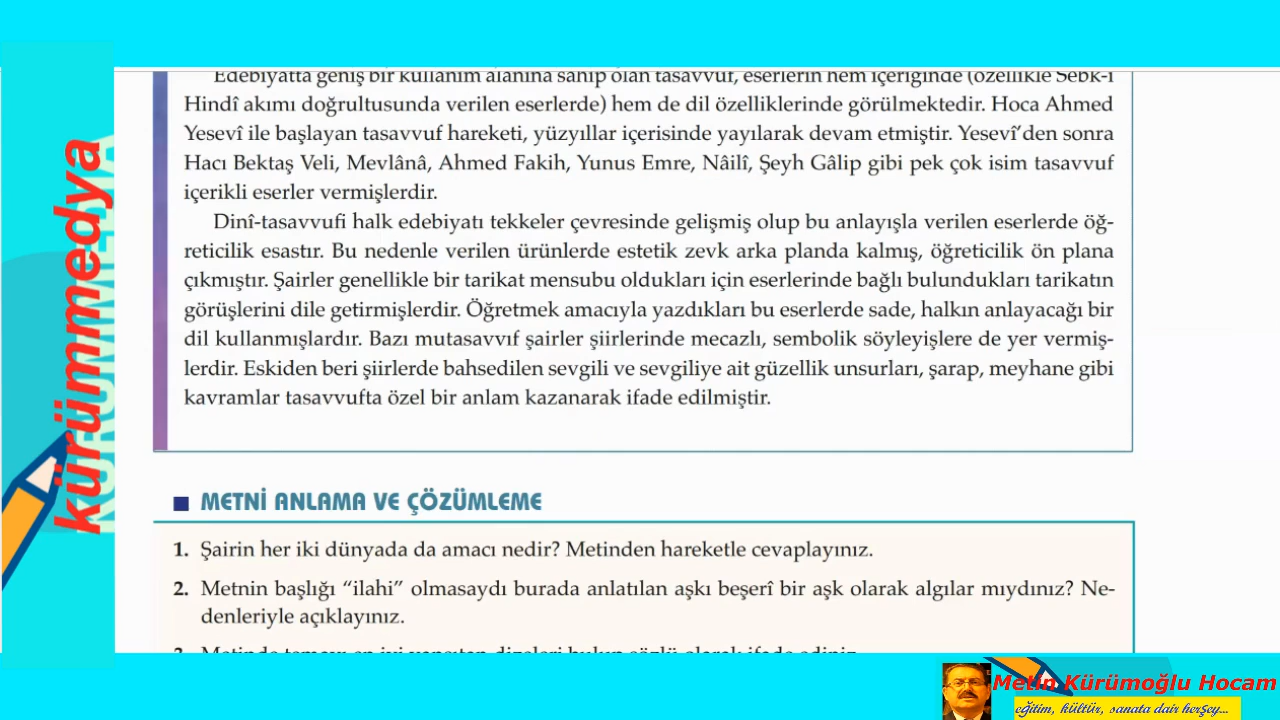 Edebiyatta geniş bir kullanım alanına sahip olan tasavvuf, eserlerin hem içeriğinde (özellikle Sebk-i
Hindî akımı doğrultusunda verilen eserlerde) hem de dil özelliklerinde görülmektedir. Hoca Ahmed
Yesevî ile başlayan tasavvuf hareketi, yüzyıllar içerisinde yayılarak devam etmiştir. Yesevî’den sonra
Hacı Bektaş Veli, Mevlânâ, Ahmed Fakih, Yunus Emre, Nâilî, Şeyh Gâlip gibi pek çok isim tasavvuf
içerikli eserler vermişlerdir.
Dinî-tasavvufi halk edebiyatı tekkeler çevresinde gelişmiş olup bu anlayışla verilen eserlerde öğ-
reticilik esastır. Bu nedenle verilen ürünlerde estetik zevk arka planda kalmış, öğreticilik ön plana
çıkmıştır. Şairler genellikle bir tarikat mensubu oldukları için eserlerinde bağlı bulundukları tarikatın
görüşlerini dile getirmişlerdir. Öğretmek amacıyla yazdıkları bu eserlerde sade, halkın anlayacağı bir
dil kullanmışlardır. Bazı mutasavvıf şairler şiirlerinde mecazlı, sembolik söyleyişlere de yer vermiş-
lerdir. Eskiden beri şiirlerde bahsedilen sevgili ve sevgiliye ait güzellik unsurları, şarap, meyhane gibi
kavramlar tasavvufta özel bir anlam kazanarak ifade edilmiştir.
METNİ ANLAMA VE ÇÖZÜMLEME
1. Şairin her iki dünyada da amacı nedir? Metinden hareketle cevaplayınız.
2. Metnin başlığı “ilahi” olmasaydı burada anlatılan aşkı beşerî bir aşk olarak algılar mıydınız? Ne-
denleriyle açıklayınız.
kürümmedya
KÜRÜMMEDYA
Metin Kürümoğlu Hocam
eğitim, kültür, sanata dair herşey...